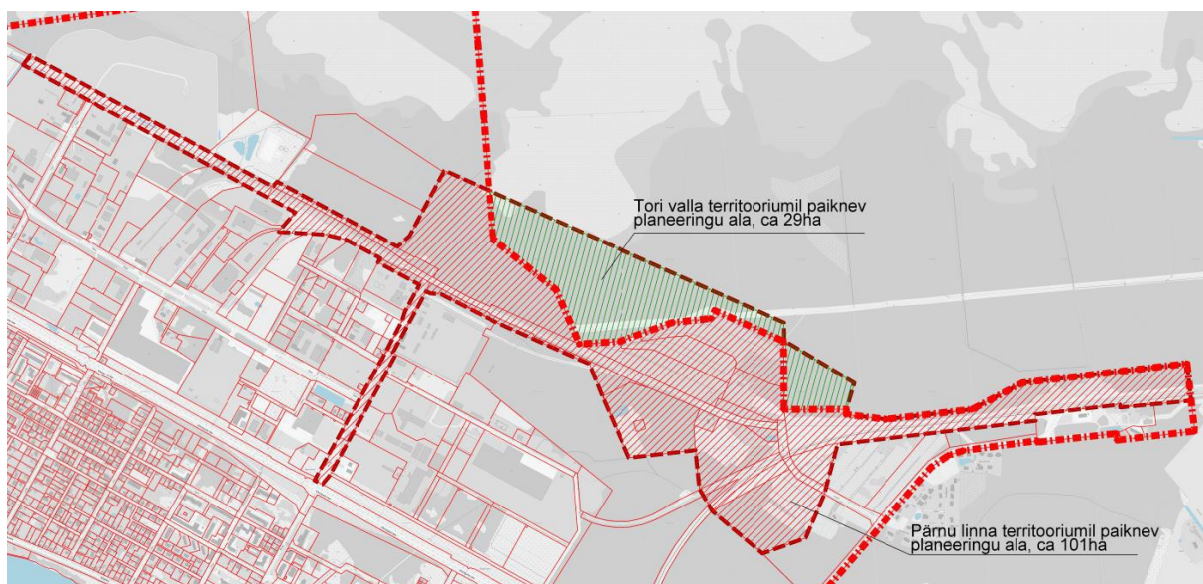 Tori valla territooriumil paiknev
planeeringu ala, ca 29ha
Pärnu linna territooriumil paiknev
planeeringu ala, ca 101ha